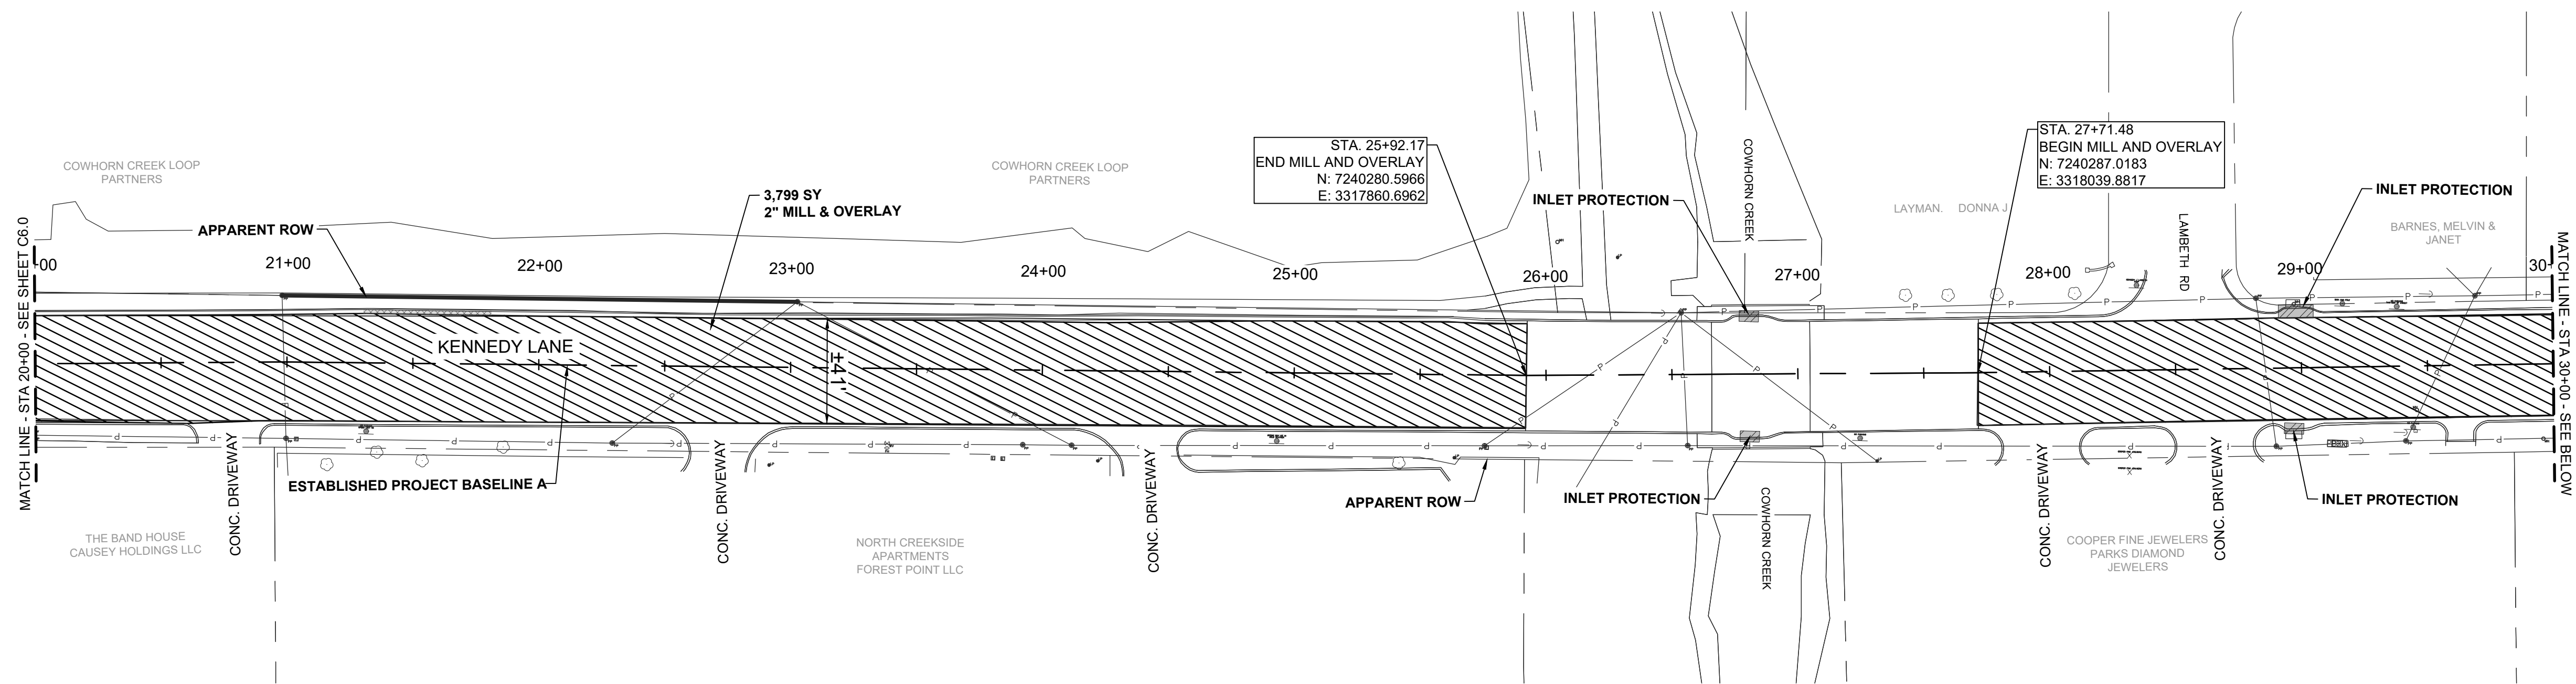 COWHORN CREEK LOOP
PARTNERS
COWHORN CREEK LOOP
PARTNERS
3,799 SY
2" MILL & OVERLAY
APPARENT ROW
STA. 25+92.17
END MILL AND OVERLAY
N: 7240280.5966
E: 3317860.6962
INLET PROTECTION
COWHORN CREEK
STA. 27+71.48
BEGIN MILL AND OVERLAY
N: 7240287.0183
E: 3318039.8817
LAYMAN. DONNA J
LAMBETH RD
INLET PROTECTION
BARNES, MELVIN &
JANET
MATCH LINE - STA 20+00 - SEE SHEET C6.0
+00
21+00
22+00
23+00
24+00
25+00
26+00
27+00
28+00
29+00
30+
MATCH LINE - STA 30+00 - SEE BELOW
KENNEDY LANE
±41'
ESTABLISHED PROJECT BASELINE A
APPARENT ROW
INLET PROTECTION
INLET PROTECTION
CONC. DRIVEWAY
CONC. DRIVEWAY
CONC. DRIVEWAY
COWHORN CREEK
CONC. DRIVEWAY
CONC. DRIVEWAY
THE BAND HOUSE
CAUSEY HOLDINGS LLC
NORTH CREEKSIDE
APARTMENTS
FOREST POINT LLC
COOPER FINE JEWELERS
PARKS DIAMOND
JEWELERS